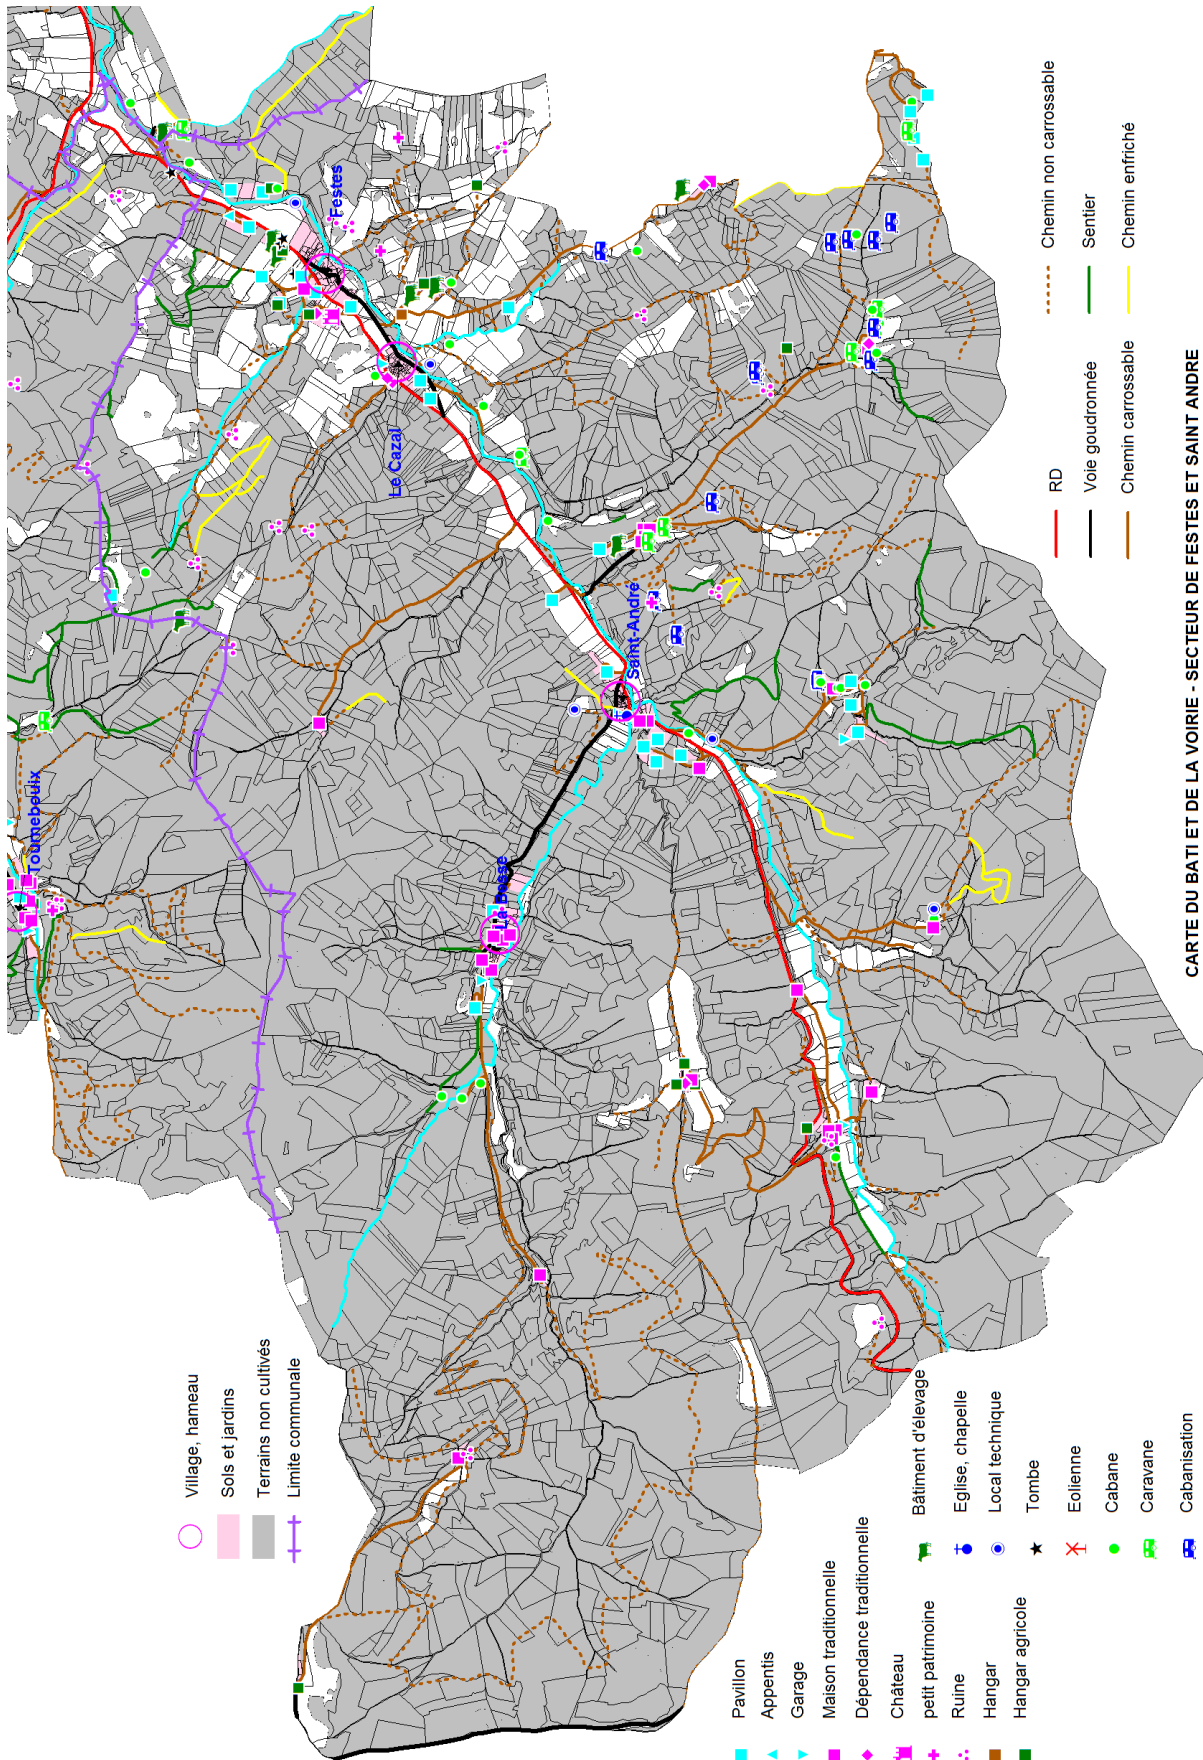 Tournebouix
Festes
Le Cazal
Saint-André
La Bosse
Village, hameau
Sols et jardins
Terrains non cultivés
Limite communale
Pavillon
Appentis
Garage
Maison traditionnelle
Dépendance traditionnelle
Château
petit patrimoine
Ruine
Hangar
Hangar agricole
Bâtiment d'élevage
Eglise, chapelle
Local technique
Tombe
Eolienne
Cabane
Caravane
Cabanisation
RD
Voie goudronnée
Chemin carrossable
Chemin non carrossable
Sentier
Chemin enfriché
CARTE DU BATI ET DE LA VOIRIE - SECTEUR DE FESTES ET SAINT ANDRE